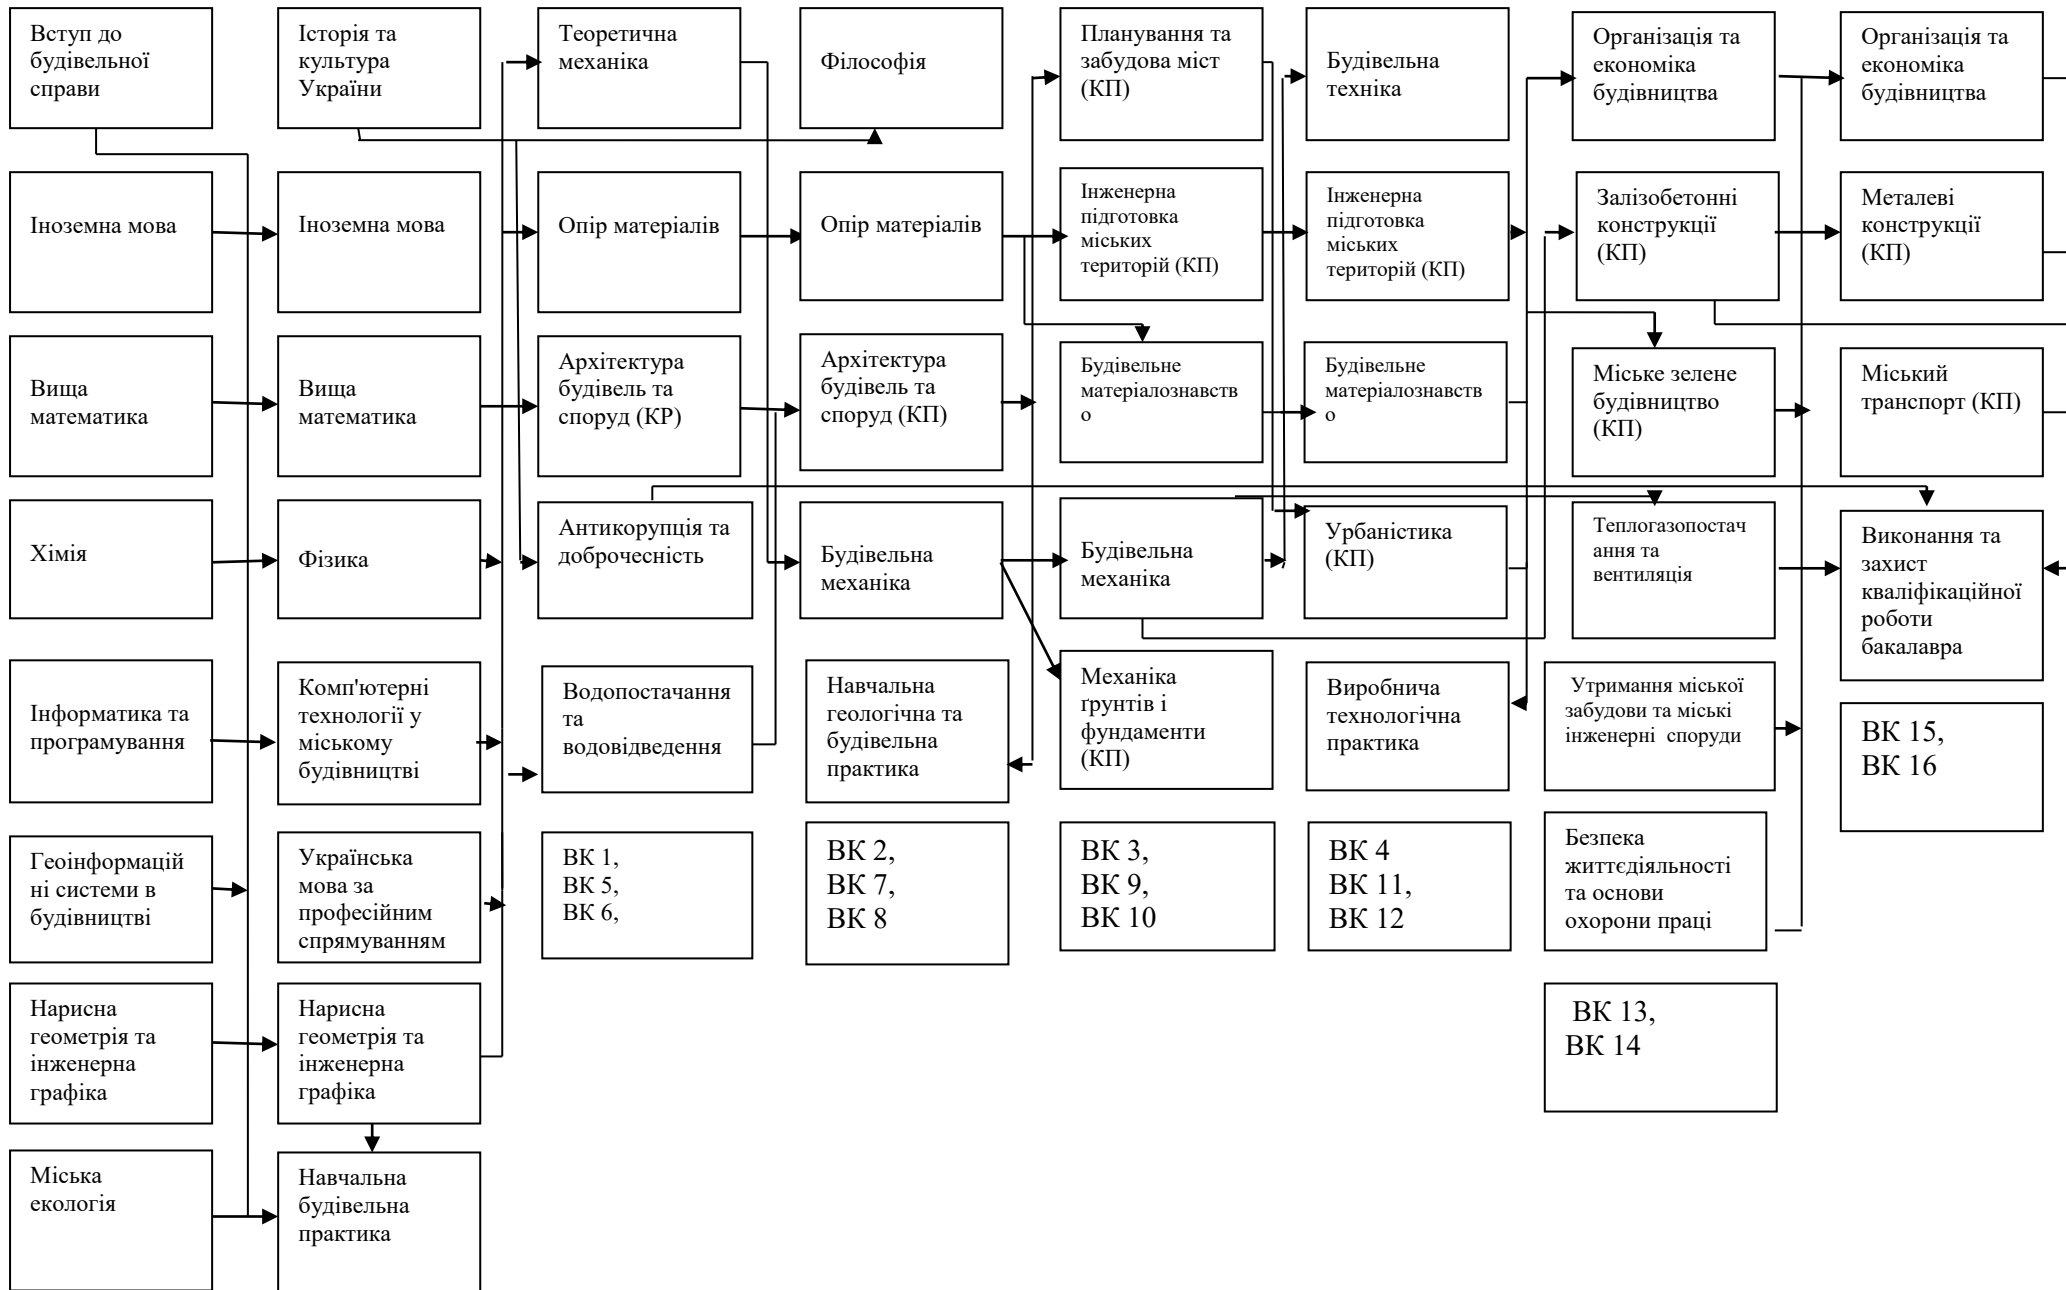 Вступ до
будівельної
справи
Іноземна мова
Вища
математика
Хімія
Інформатика та
програмування
Геоінформацій
ні системи в
будівництві
Нарисна
геометрія та
інженерна
графіка
Міська
екологія
Історія та
культура
України
Іноземна мова
Вища
математика
Фізика
Комп'ютерні
технології у
міському
будівництві
Українська
мова за
професійним
спрямуванням
Нарисна
геометрія та
інженерна
графіка
Навчальна
будівельна
практика
Теоретична
механіка
Опір матеріалів
Архітектура
будівель та
споруд (КР)
Антикорупція та
доброчесність
Водопостачання
та
водовідведення
ВК 1,
ВК 5,
ВК 6,
Філософія
Опір матеріалів
Архітектура
будівель та
споруд (КП)
Будівельна
механіка
Навчальна
геологічна та
будівельна
практика
ВК 2,
ВК 7,
ВК 8
Планування та
забудова міст
(КП)
Інженерна
підготовка
міських
територій (КП)
Будівельне
матеріалознавств
о
Будівельна
механіка
Механіка
ґрунтів і
фундаменти
(КП)
ВК 3,
ВК 9,
ВК 10
Будівельна
техніка
Інженерна
підготовка
міських
територій (КП)
Будівельне
матеріалознавств
о
Урбаністика
(КП)
Виробнича
технологічна
практика
ВК 4
ВК 11,
ВК 12
Організація та
економіка
будівництва
Залізобетонні
конструкції
(КП)
Міське зелене
будівництво
(КП)
Теплогазопостач
ання та
вентиляція
Утримання міської
забудови та міські
інженерні споруди
Безпека
життєдіяльності
та основи
охорони праці
ВК 13,
ВК 14
Організація та
економіка
будівництва
Металеві
конструкції
(КП)
Міський
транспорт (КП)
Виконання та
захист
кваліфікаційної
роботи
бакалавра
ВК 15,
ВК 16